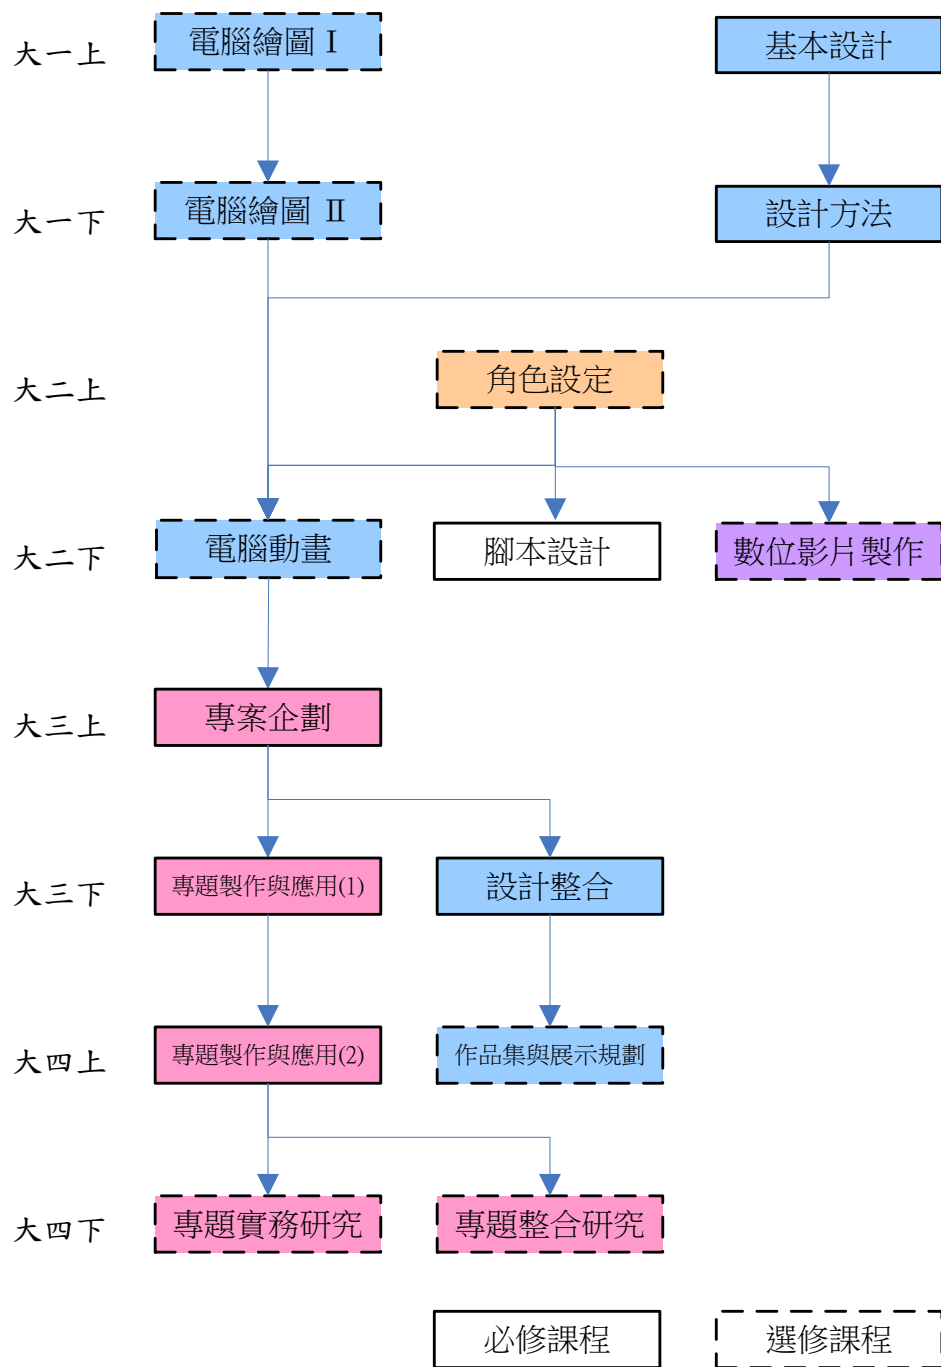 大一上
電腦繪圖 I
基本設計
大一下
電腦繪圖 II
設計方法
大二上
角色設定
大二下
電腦動畫
腳本設計
數位影片製作
大三上
專案企劃
大三下
專題製作與應用(1)
設計整合
大四上
專題製作與應用(2)
作品集與展示規劃
大四下
專題實務研究
專題整合研究
必修課程
選修課程